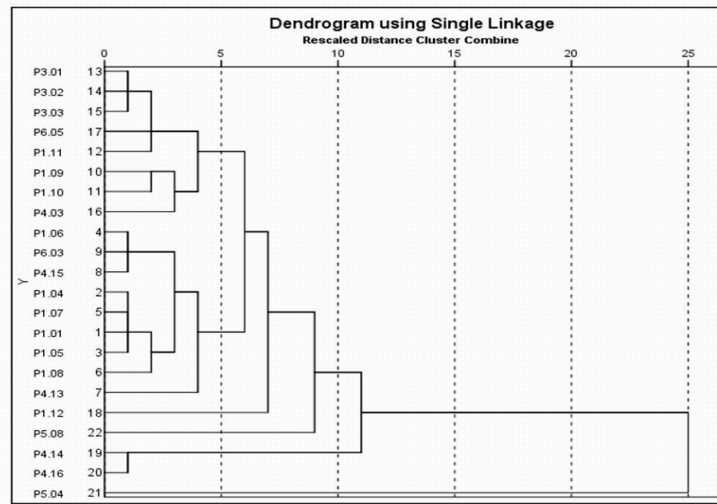 Dendrogram using Single Linkage
Rescaled Distance Cluster Combine
0 5 10 15 20 25
P3.01 13
P3.02 14
P3.03 15
P6.05 17
P1.11 12
P1.09 10
P1.10 11
P4.03 16
P1.06 4
P6.03 9
P4.15 8
Y
P1.04 2
P1.07 5
P1.01 1
P1.05 3
P1.08 6
P4.13 7
P1.12 18
P5.08 22
P4.14 19
P4.16 20
P5.04 21